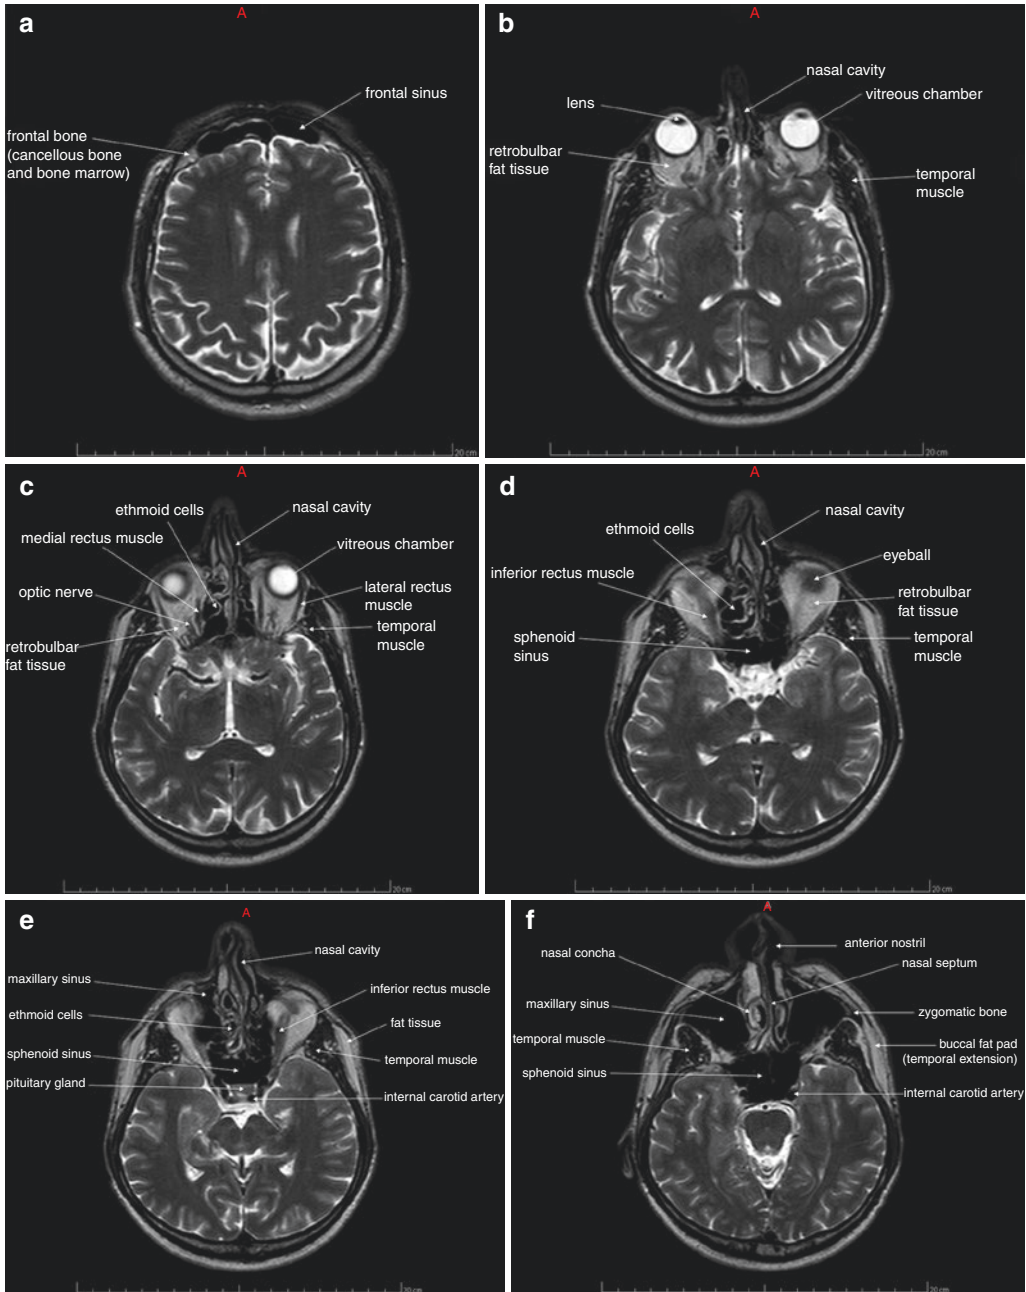 a
A
frontal sinus
frontal bone
(cancellous bone
and bone marrow)
20 cm
b
A
nasal cavity
lens
vitreous chamber
retrobulbar
fat tissue
temporal
muscle
20 cm
c
A
ethmoid cells
nasal cavity
medial rectus muscle
vitreous chamber
optic nerve
lateral rectus
muscle
temporal
muscle
retrobulbar
fat tissue
20 cm
d
A
nasal cavity
ethmoid cells
eyeball
inferior rectus muscle
retrobulbar
fat tissue
sphenoid
sinus
temporal
muscle
20 cm
e
A
nasal cavity
maxillary sinus
inferior rectus muscle
ethmoid cells
fat tissue
sphenoid sinus
temporal muscle
pituitary gland
internal carotid artery
20 cm
f
A
anterior nostril
nasal concha
nasal septum
maxillary sinus
zygomatic bone
temporal muscle
buccal fat pad
(temporal extension)
sphenoid sinus
internal carotid artery
20 cm